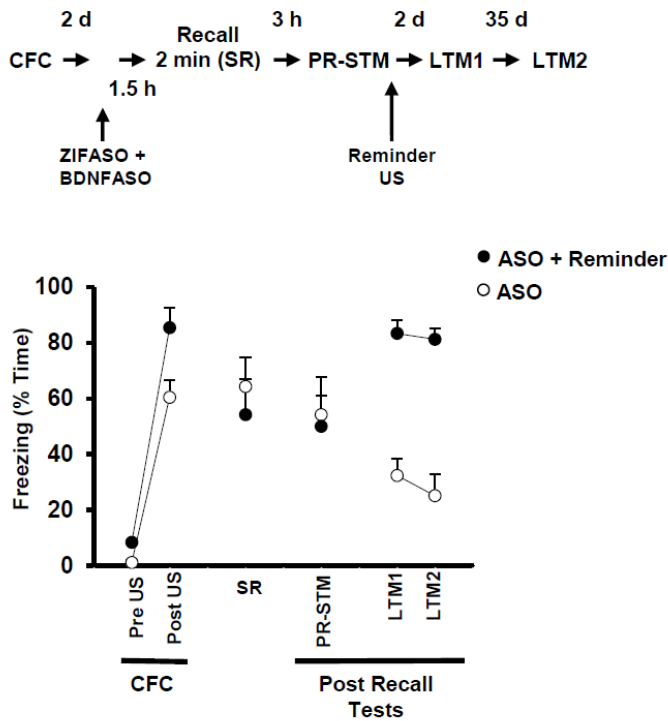 2 d
Recall
3 h
2 d
35 d
CFC
2 min (SR)
PR-STM
LTM1
LTM2
1.5 h
ZIFASO +
BDNFASO
Reminder
US
ASO + Reminder
ASO
Freezing (% Time)
100
80
60
40
20
0
Pre US
Post US
SR
PR-STM
LTM1
LTM2
CFC
Post Recall
Tests